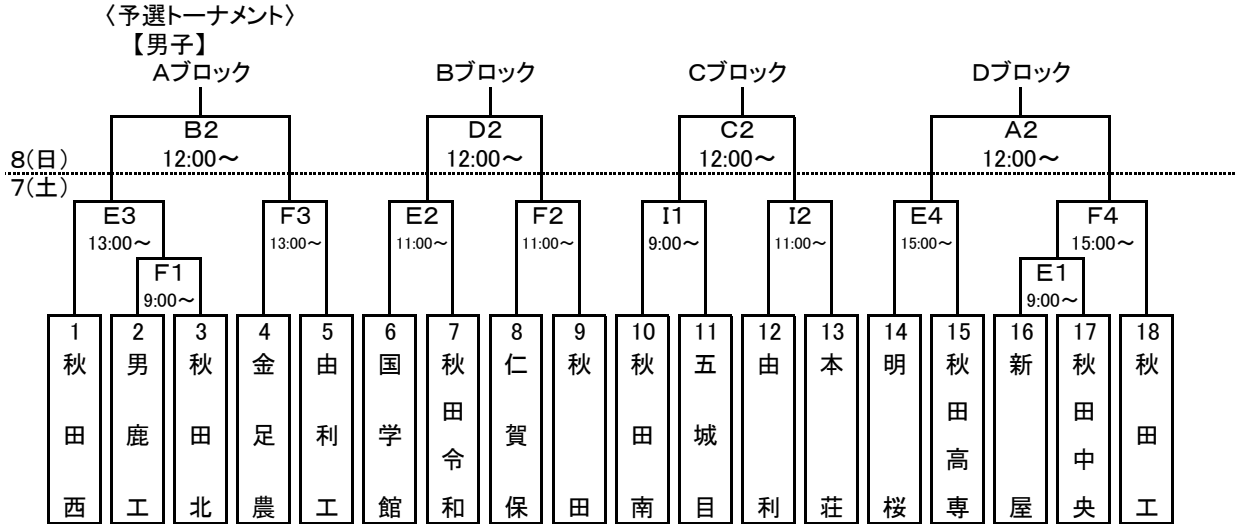 〈予選トーナメント〉
【男子】
Aブロック Bブロック Cブロック Dブロック
B2 D2 C2 A2
12:00～ 12:00～ 12:00～ 12:00～
8(日)
7(土)
E3 F3 E2 F2 I1 I2 E4 F4
13:00～ 13:00～ 11:00～ 11:00～ 9:00～ 11:00～ 15:00～ 15:00～
F1 E1
9:00～ 9:00～
1 秋田西
2 男鹿工
3 秋田北
4 金足農
5 由利工
6 国学館
7 秋田令和
8 仁賀保
9 秋田
10 秋田南
11 五城目
12 由利
13 本荘
14 明桜
15 秋田高専
16 新屋
17 秋田中央
18 秋田工